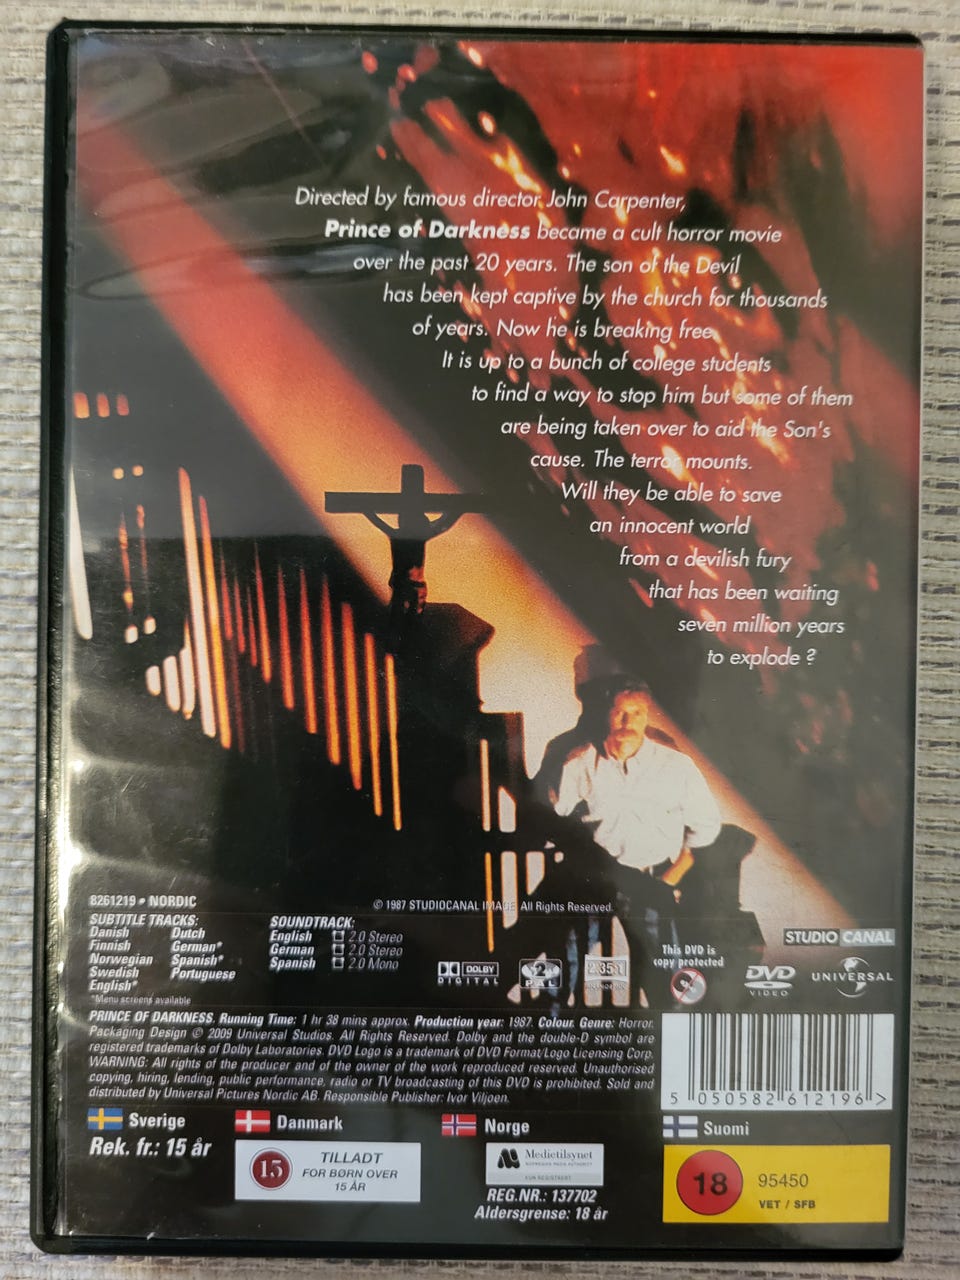 Directed by famous director John Carpenter,
Prince of Darkness became a cult horror movie
over the past 20 years. The son of the Devil
has been kept captive by the church for thousands
of years. Now he is breaking free.
It is up to a bunch of college students
to find a way to stop him but some of them
are being taken over to aid the Son's
cause. The terror mounts.
Will they be able to save
an innocent world
from a devilish fury
that has been waiting
seven million years
to explode ?
8261219 • NORDIC
© 1987 STUDIOCANAL IMAGE All Rights Reserved.
SUBTITLE TRACKS:
Danish Dutch
Finnish German*
Norwegian Spanish*
Swedish Portuguese
English*
*Menu screens available
SOUNDTRACK:
English 2.0 Stereo
German 2.0 Stereo
Spanish 2.0 Mono
DOLBY
DIGITAL
2
PAL
2.35:1
This DVD is
copy protected
DVD
VIDEO
STUDIO CANAL
UNIVERSAL
PRINCE OF DARKNESS. Running Time: 1 hr 38 mins approx. Production year: 1987. Colour. Genre: Horror.
Packaging Design © 2009 Universal Studios. All Rights Reserved. Dolby and the double-D symbol are
registered trademarks of Dolby Laboratories. DVD Logo is a trademark of DVD Format/Logo Licensing Corp.
WARNING: All rights of the producer and of the owner of the work reproduced reserved. Unauthorised
copying, hiring, lending, public performance, radio or TV broadcasting of this DVD is prohibited. Sold and
distributed by Universal Pictures Nordic AB. Responsible Publisher: Ivor Viljoen.
5 050582 612196 >
Sverige
Rek. fr.: 15 år
Danmark
15
TILLADT
FOR BØRN OVER
15 ÅR
Norge
Medietilsynet
NORWEGIAN MEDIA AUTHORITY
REG.NR.: 137702
Aldersgrense: 18 år
Suomi
18
95450
VET / SFB